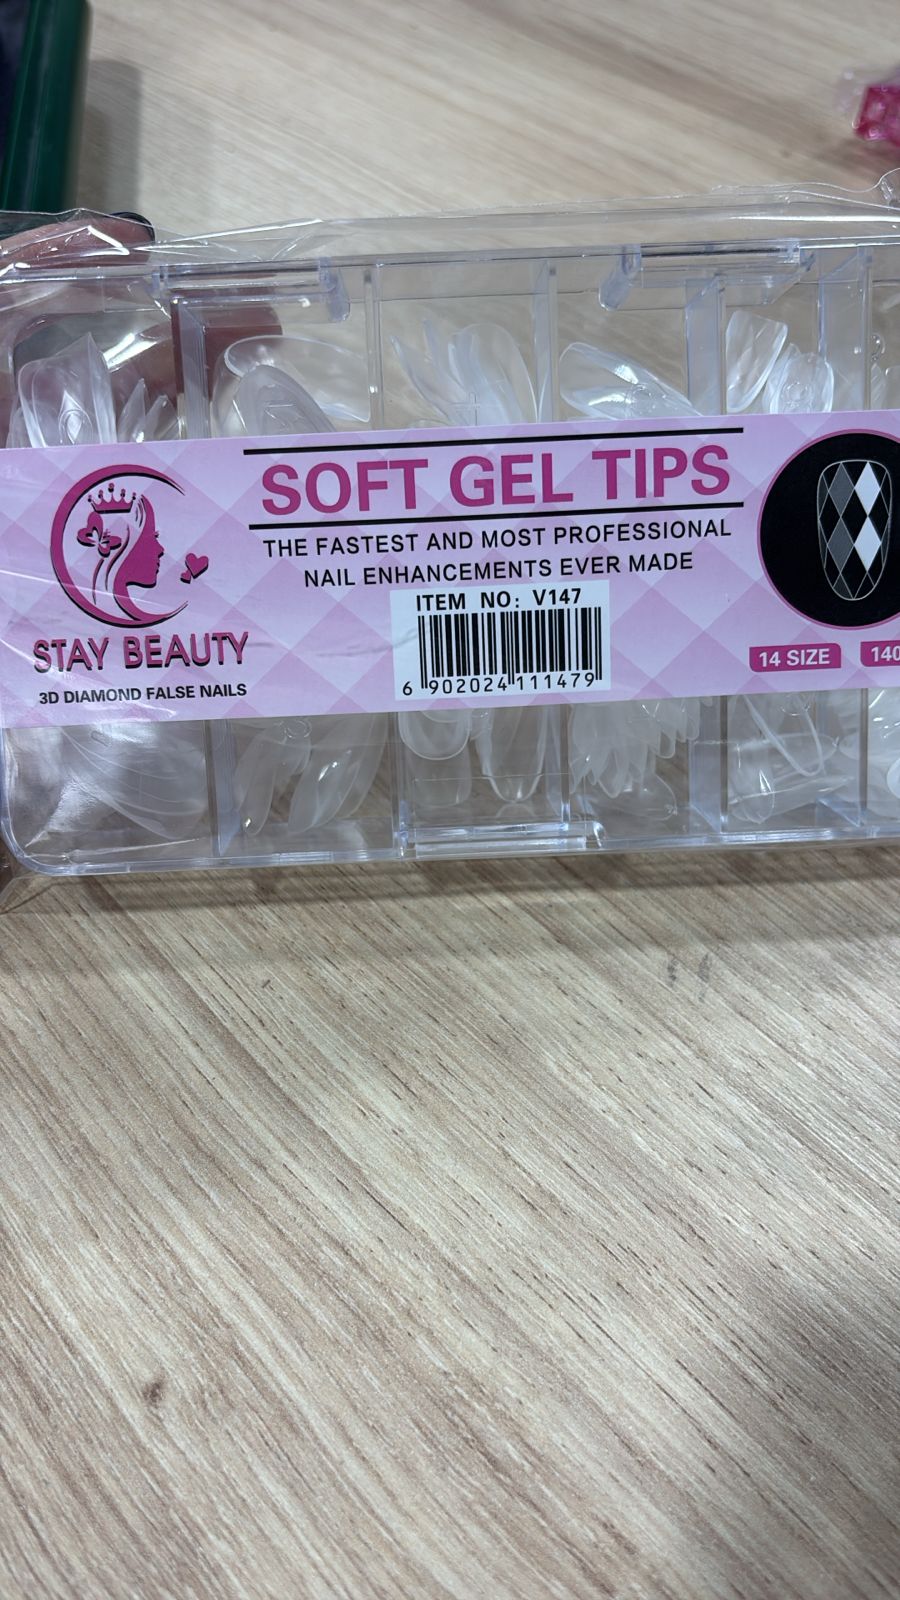 SOFT GEL TIPS
THE FASTEST AND MOST PROFESSIONAL
NAIL ENHANCEMENTS EVER MADE
ITEM NO: V147
6 902024 111479
STAY BEAUTY
3D DIAMOND FALSE NAILS
14 SIZE
140